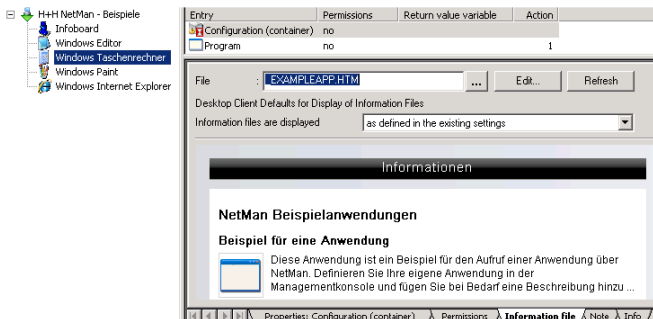 H+H NetMan - Beispiele
Infoboard
Windows Editor
Windows Taschenrechner
Windows Paint
Windows Internet Explorer
Entry Permissions Return value variable Action
Configuration (container) no
Program no 1
File : _EXAMPLEAPP.HTM ... Edit... Refresh
Desktop Client Defaults for Display of Information Files
Information files are displayed as defined in the existing settings
Informationen
NetMan Beispielanwendungen
Beispiel für eine Anwendung
Diese Anwendung ist ein Beispiel für den Aufruf einer Anwendung über
NetMan. Definieren Sie Ihre eigene Anwendung in der
Managementkonsole und fügen Sie bei Bedarf eine Beschreibung hinzu ...
Properties: Configuration (container) Permissions Information file Note Info